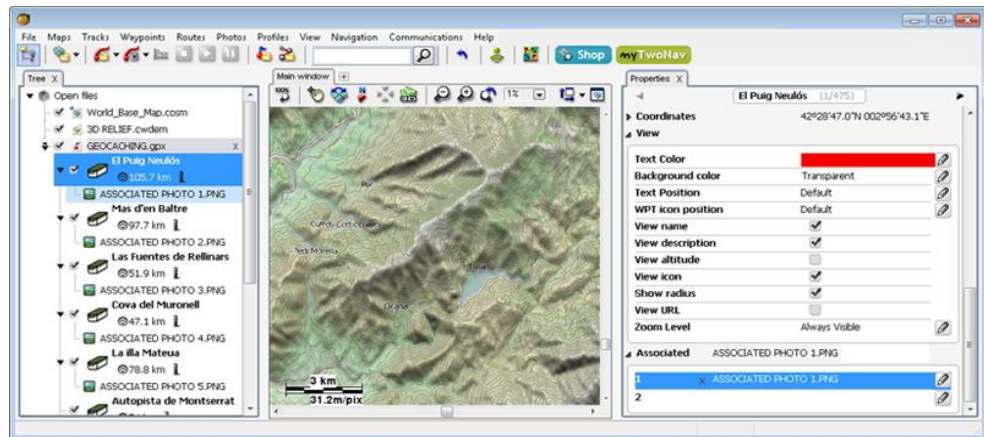 File Maps Tracks Waypoints Routes Photos Profiles View Navigation Communications Help
Shop
myTwoNav
Tree X
Open files
World_Base_Map.cosm
3D RELIEF.cwdem
GEOCACHING.gpx x
El Puig Neulós
105.7 km
ASSOCIATED PHOTO 1.PNG
Mas d'en Baltre
97.7 km
ASSOCIATED PHOTO 2.PNG
Las Fuentes de Rellinars
51.9 km
ASSOCIATED PHOTO 3.PNG
Cova del Muronell
47.1 km
ASSOCIATED PHOTO 4.PNG
La illa Mateua
78.8 km
ASSOCIATED PHOTO 5.PNG
Autopista de Montserrat
Main window
100%
1%
3 km
31.2m/pix
Properties X
El Puig Neulós (1/475)
Coordinates 42º28'47.0"N 002º56'43.1"E
View
Text Color
Background color Transparent
Text Position Default
WPT icon position Default
View name
View description
View altitude
View icon
Show radius
View URL
Zoom Level Always Visible
Associated ASSOCIATED PHOTO 1.PNG
1 x ASSOCIATED PHOTO 1.PNG
2